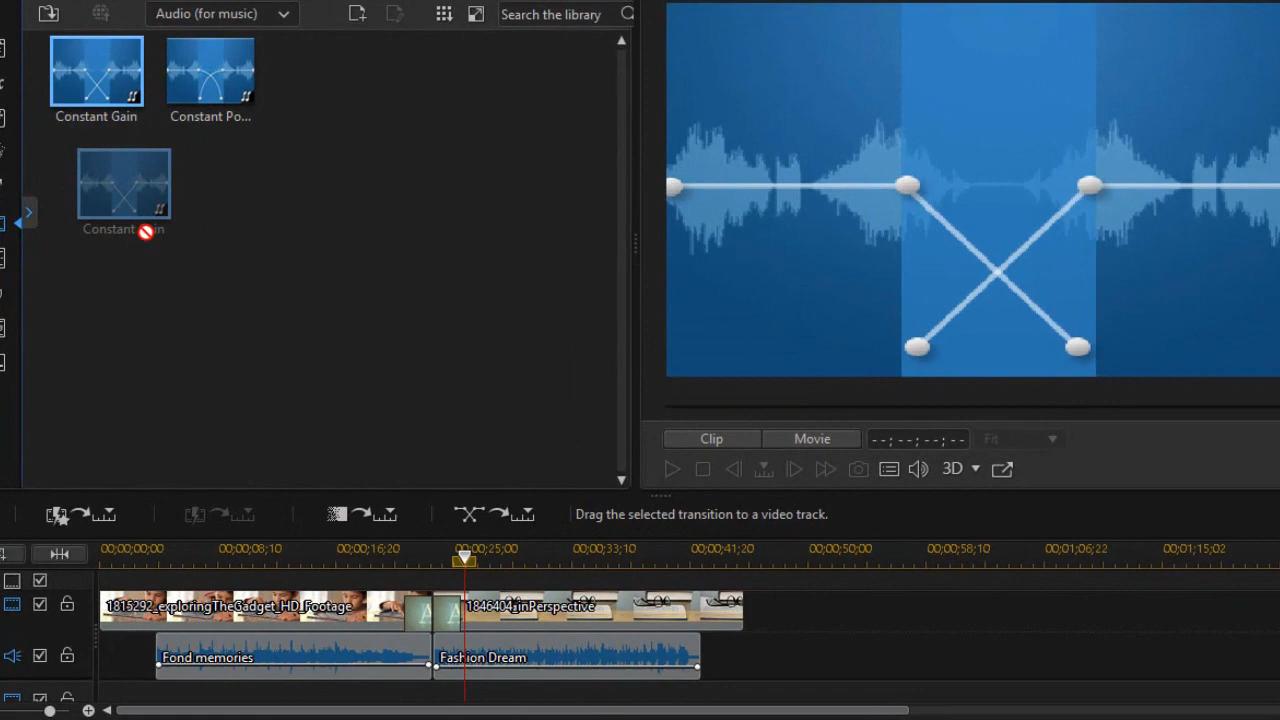 Audio (for music)
Search the library
Constant Gain
Constant Po...
Constant
in
Clip
Movie
--;--;--;--
Fit
3D
Drag the selected transition to a video track.
00;00;00;00
00;00;08;10
00;00;16;20
00;00;25;00
00;00;33;10
00;00;41;20
00;00;50;00
00;00;58;10
00;01;06;22
00;01;15;02
1815292_exploringTheGadget_HD_Footage
A
A
1846404_inPerspective
Fond memories
Fashion Dream